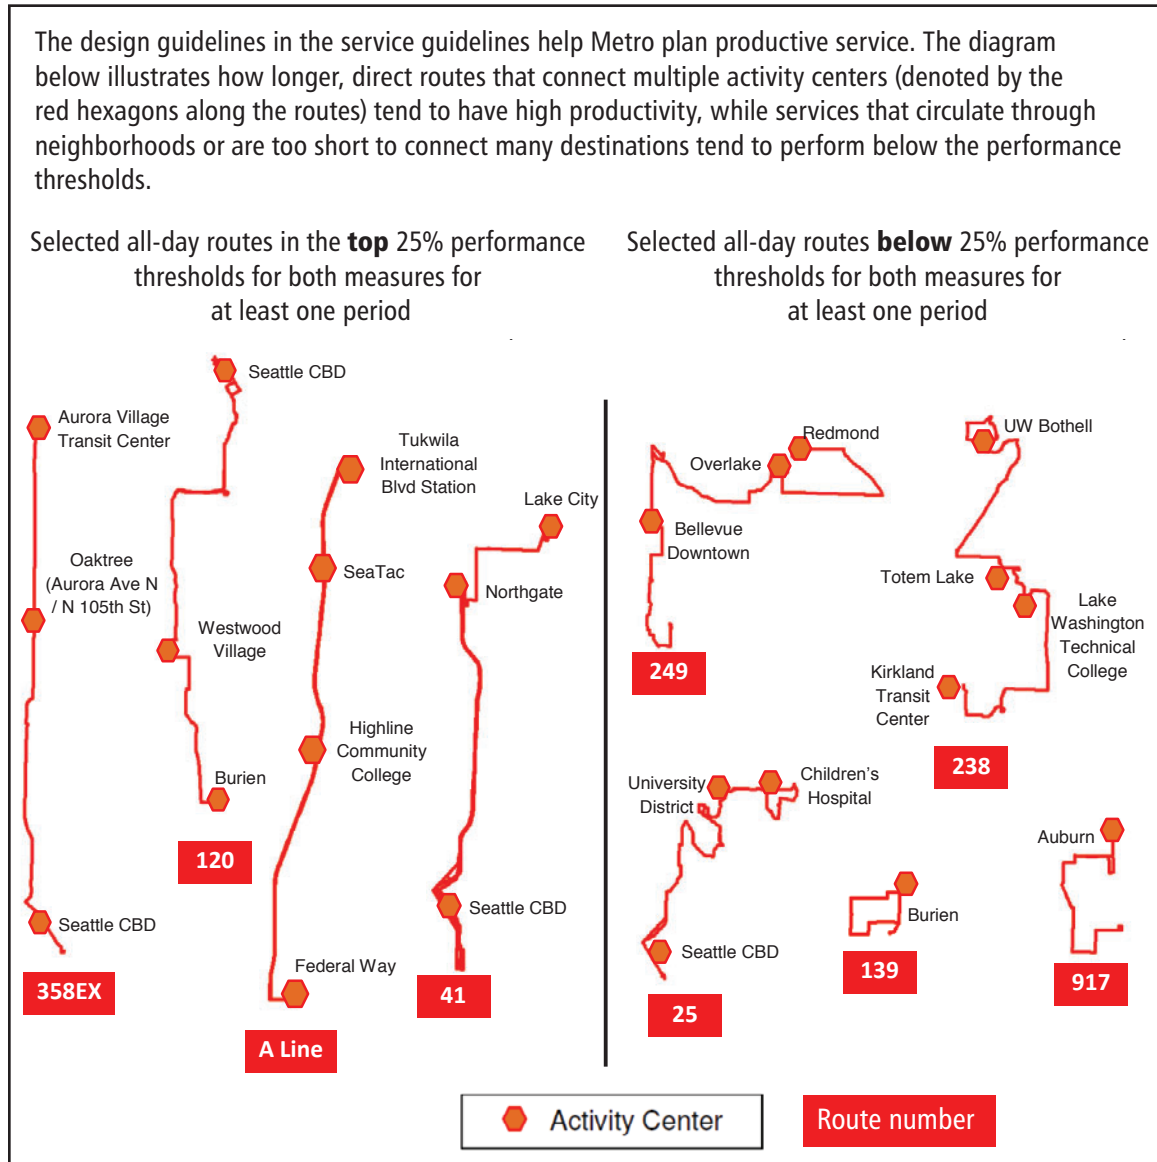 The design guidelines in the service guidelines help Metro plan productive service. The diagram
below illustrates how longer, direct routes that connect multiple activity centers (denoted by the
red hexagons along the routes) tend to have high productivity, while services that circulate through
neighborhoods or are too short to connect many destinations tend to perform below the performance
thresholds.
Selected all-day routes in the top 25% performance
thresholds for both measures for
at least one period
Seattle CBD
Aurora Village
Transit Center
Tukwila
International
Blvd Station
Lake City
Oaktree
(Aurora Ave N
/ N 105th St)
SeaTac
Northgate
Westwood
Village
Highline
Community
College
Burien
120
Seattle CBD
Seattle CBD
Federal Way
358EX
41
A Line
Selected all-day routes below 25% performance
thresholds for both measures for
at least one period
Redmond
Overlake
Bellevue
Downtown
249
UW Bothell
Totem Lake
Lake
Washington
Technical
College
Kirkland
Transit
Center
238
University
District
Children's
Hospital
Seattle CBD
25
Burien
139
Auburn
917
Activity Center
Route number